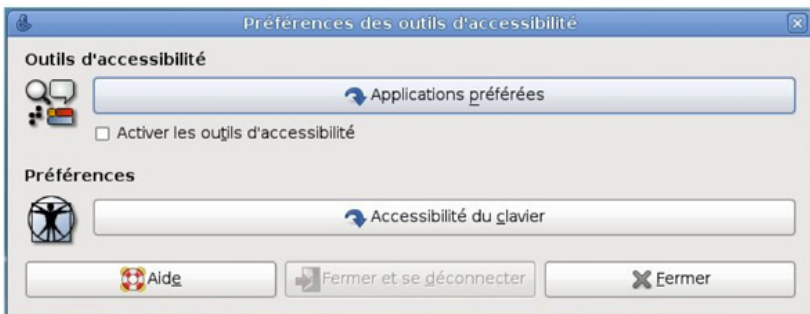 Préférences des outils d'accessibilité
Outils d'accessibilité
Applications préférées
Activer les outils d'accessibilité
Préférences
Accessibilité du clavier
Aide
Fermer et se déconnecter
Fermer